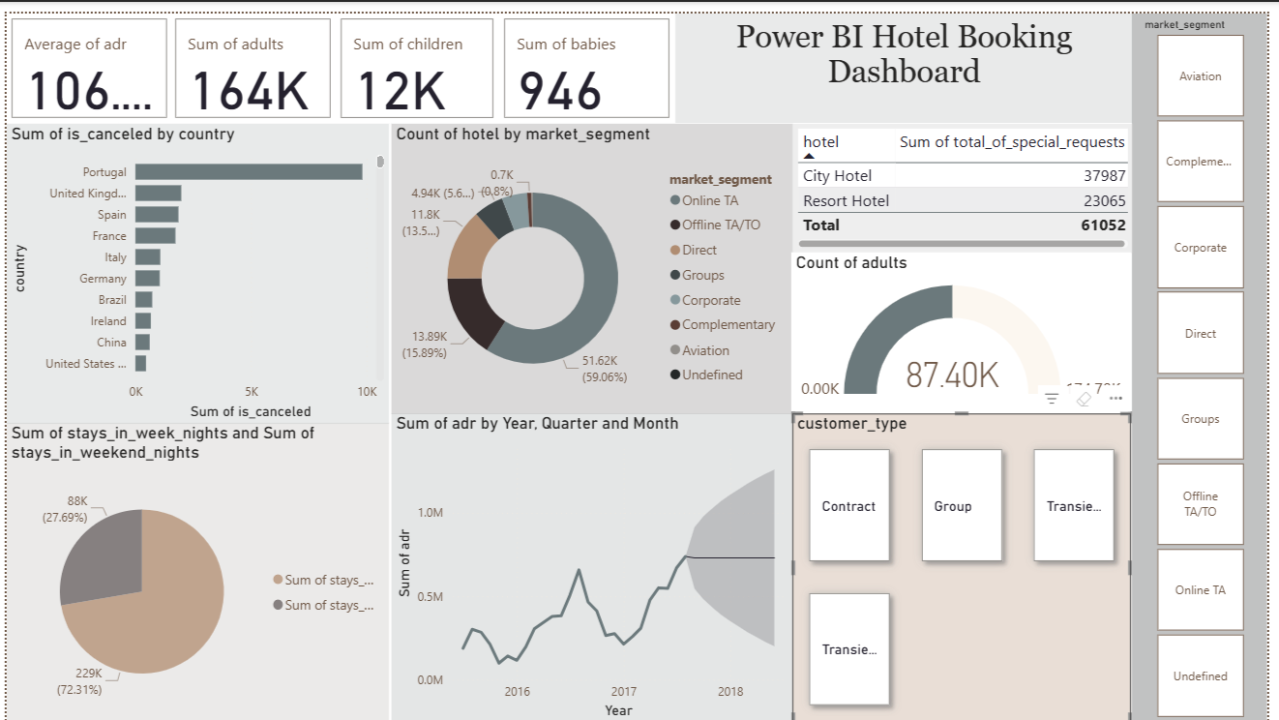 Average of adr
106....
Sum of adults
164K
Sum of children
12K
Sum of babies
946
Power BI Hotel Booking
Dashboard
market_segment
Aviation
Compleme...
Corporate
Direct
Groups
Offline
TA/TO
Online TA
Undefined
Sum of is_canceled by country
country
Portugal
United Kingd...
Spain
France
Italy
Germany
Brazil
Ireland
China
United States ...
0K
5K
10K
Sum of is_canceled
Count of hotel by market_segment
0.7K
(0.8%)
4.94K (5.6...)
11.8K
(13.5...)
13.89K
(15.89%)
51.62K
(59.06%)
market_segment
Online TA
Offline TA/TO
Direct
Groups
Corporate
Complementary
Aviation
Undefined
hotel
Sum of total_of_special_requests
City Hotel
37987
Resort Hotel
23065
Total
61052
Count of adults
0.00K
87.40K
Sum of stays_in_week_nights and Sum of
stays_in_weekend_nights
88K
(27.69%)
229K
(72.31%)
Sum of stays_...
Sum of stays_...
Sum of adr by Year, Quarter and Month
Sum of adr
1.0M
0.5M
0.0M
2016
2017
2018
Year
customer_type
Contract
Group
Transie...
Transie...